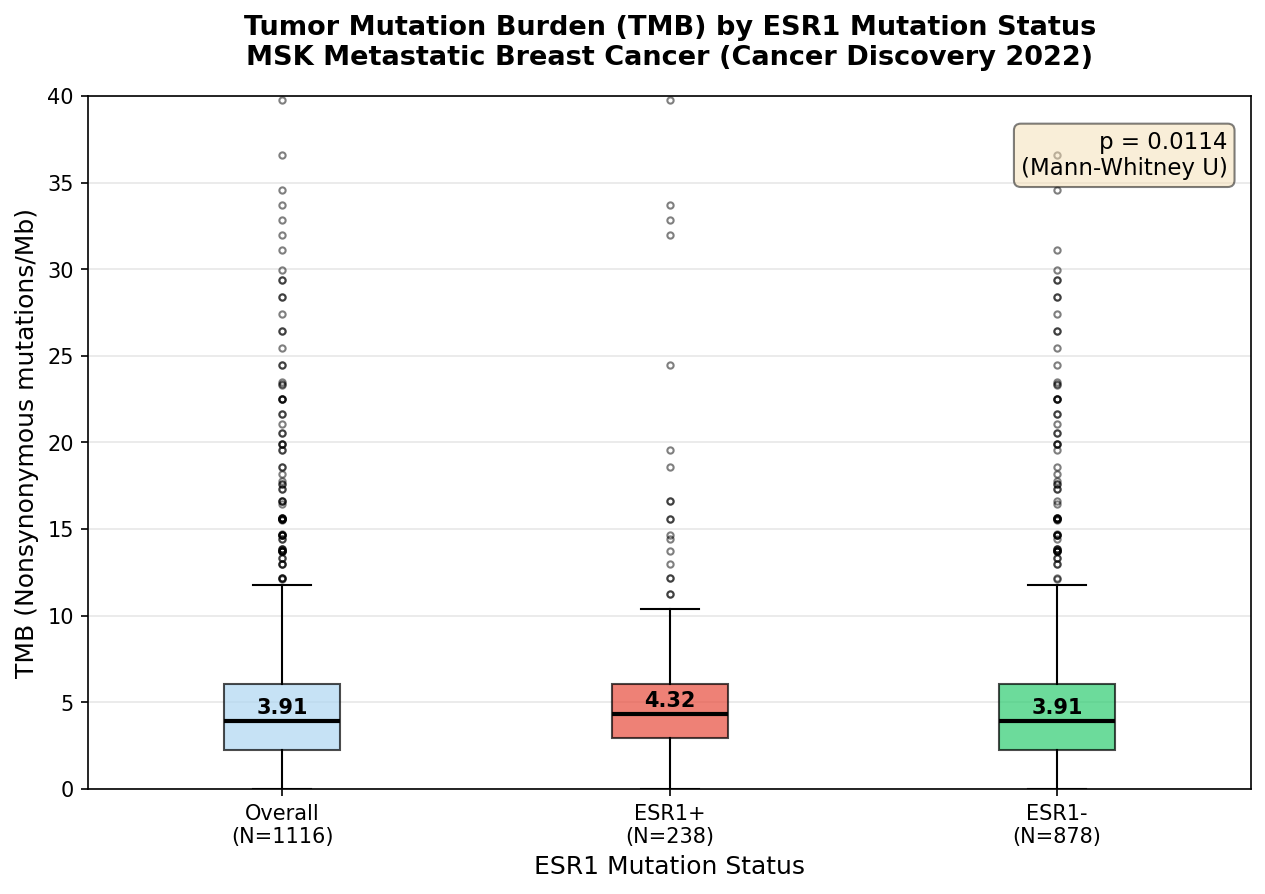 Tumor Mutation Burden (TMB) by ESR1 Mutation Status
MSK Metastatic Breast Cancer (Cancer Discovery 2022)
TMB (Nonsynonymous mutations/Mb)
40
35
30
25
20
15
10
5
0
p = 0.0114
(Mann-Whitney U)
3.91
4.32
3.91
Overall
(N=1116)
ESR1+
(N=238)
ESR1-
(N=878)
ESR1 Mutation Status